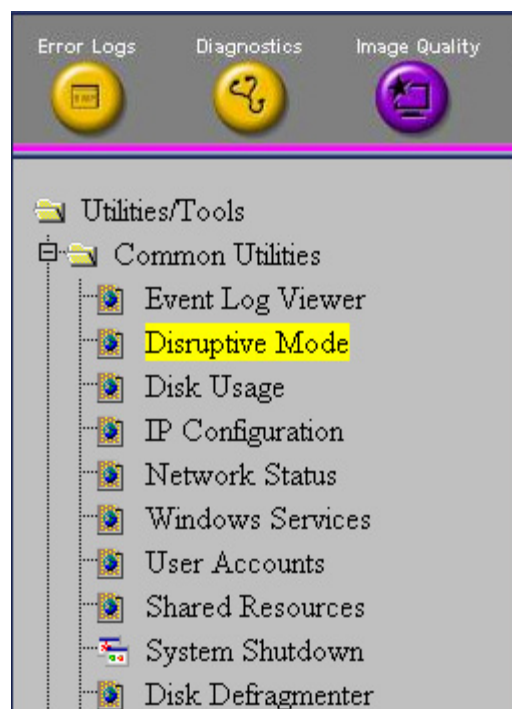 Error Logs Diagnostics Image Quality
Utilities/Tools
Common Utilities
Event Log Viewer
Disruptive Mode
Disk Usage
IP Configuration
Network Status
Windows Services
User Accounts
Shared Resources
System Shutdown
Disk Defragmenter